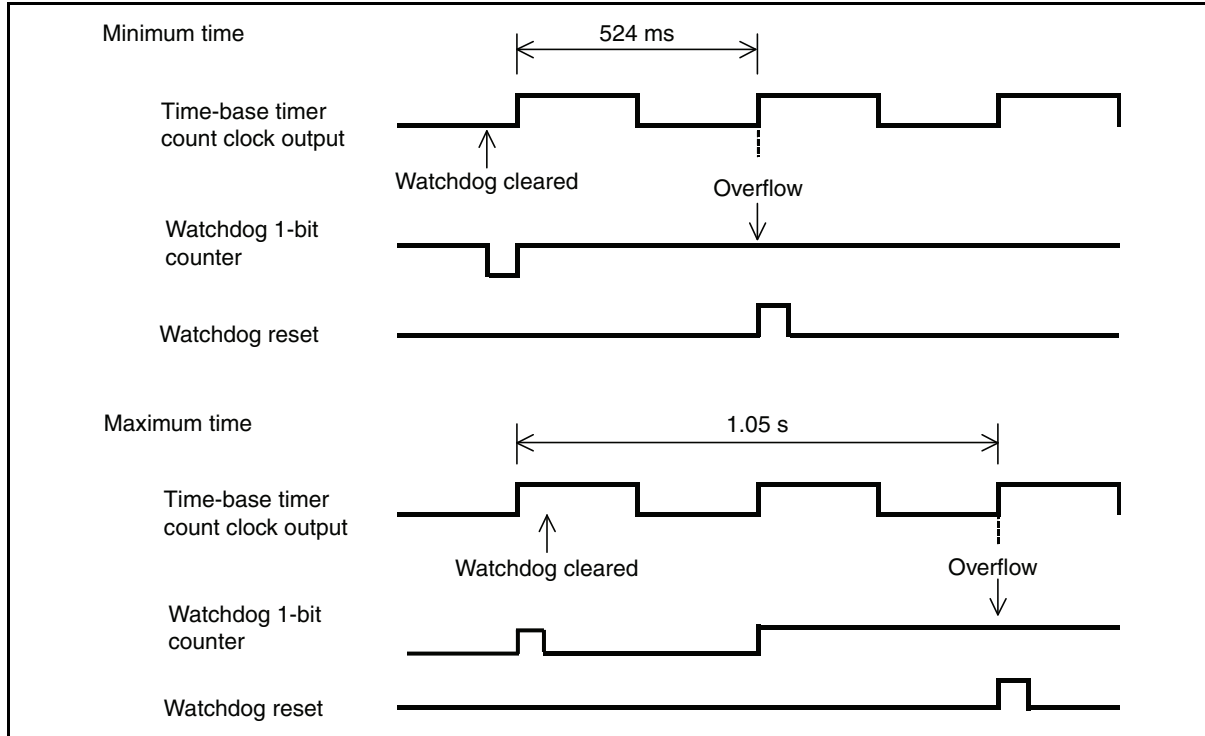 Minimum time
524 ms
Time-base timer
count clock output
Watchdog cleared
Overflow
Watchdog 1-bit
counter
Watchdog reset
Maximum time
1.05 s
Time-base timer
count clock output
Watchdog cleared
Overflow
Watchdog 1-bit
counter
Watchdog reset